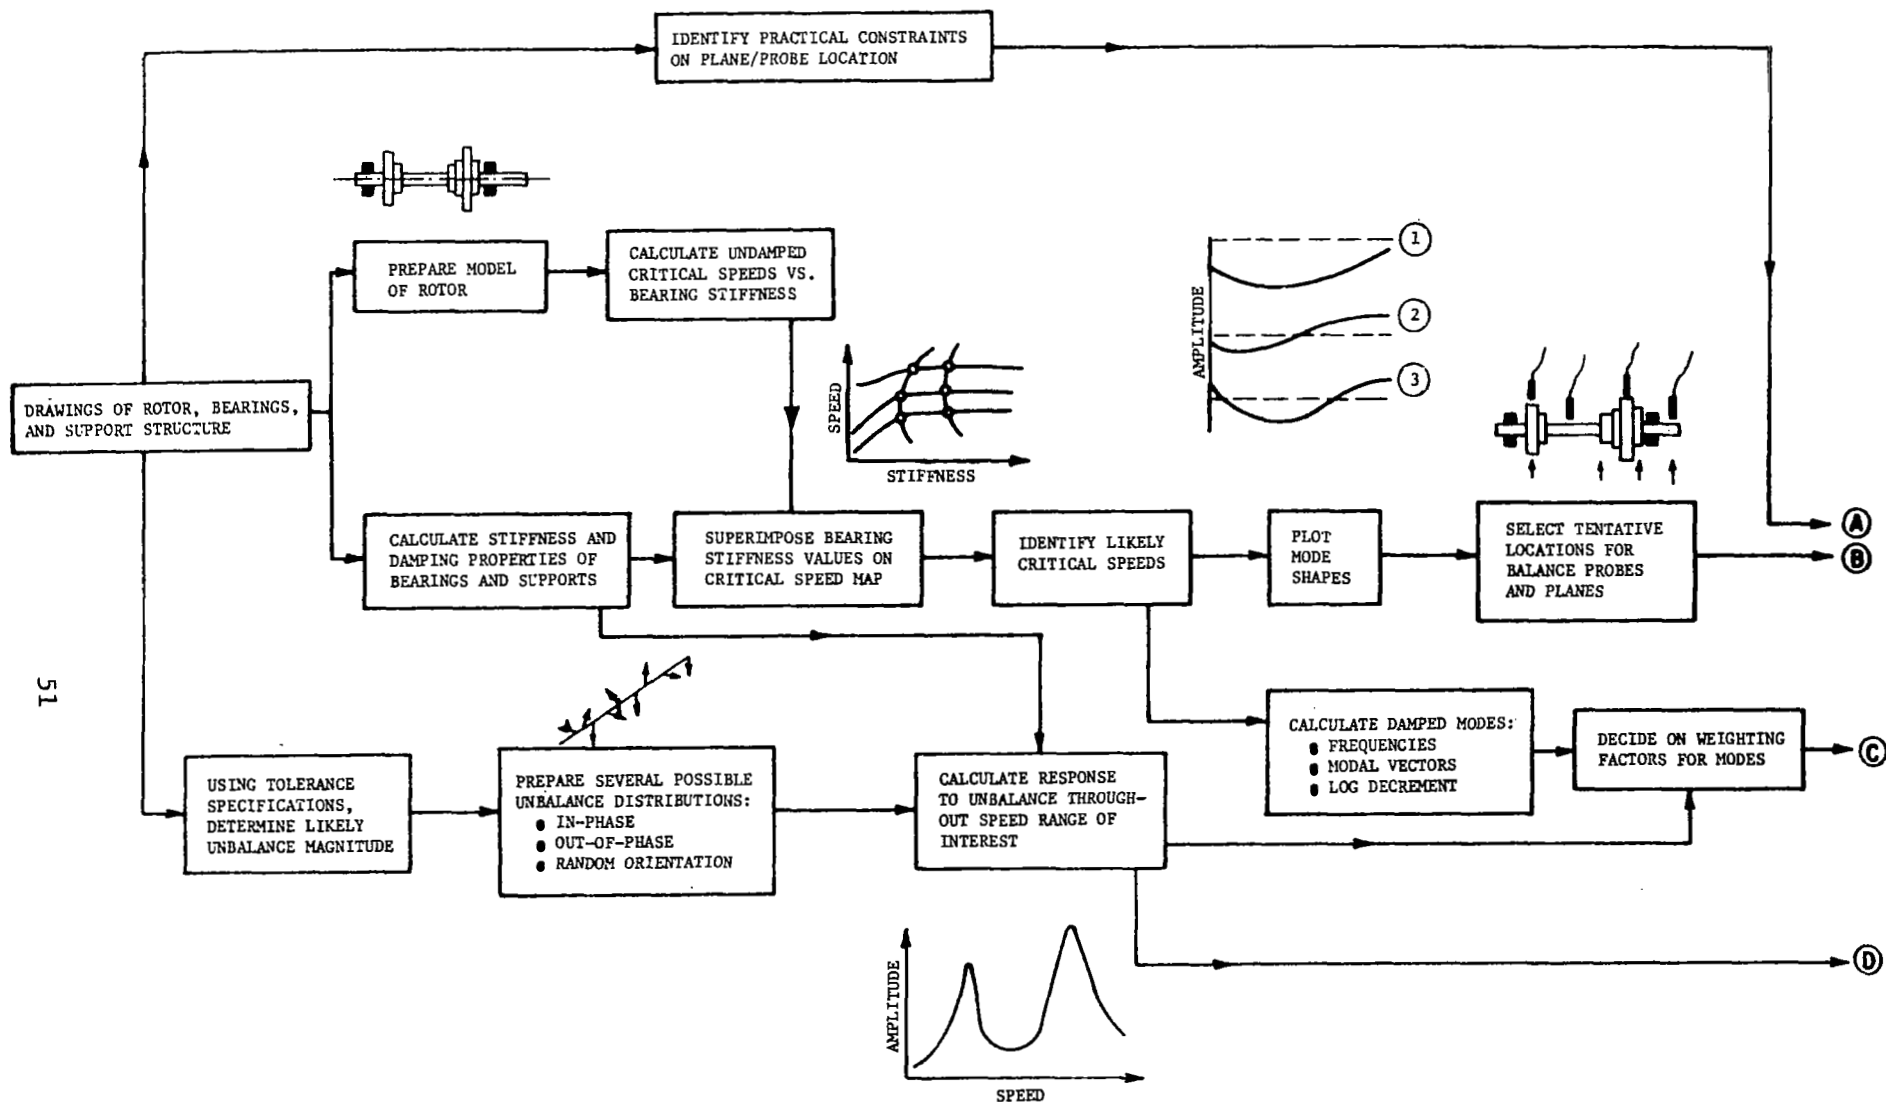 IDENTIFY PRACTICAL CONSTRAINTS
ON PLANE/PROBE LOCATION
PREPARE MODEL
OF ROTOR
CALCULATE UNDAMPED
CRITICAL SPEEDS VS.
BEARING STIFFNESS
AMPLITUDE
1
2
3
SPEED
STIFFNESS
DRAWINGS OF ROTOR, BEARINGS,
AND SUPPORT STRUCTURE
CALCULATE STIFFNESS AND
DAMPING PROPERTIES OF
BEARINGS AND SUPPORTS
SUPERIMPOSE BEARING
STIFFNESS VALUES ON
CRITICAL SPEED MAP
IDENTIFY LIKELY
CRITICAL SPEEDS
PLOT
MODE
SHAPES
SELECT TENTATIVE
LOCATIONS FOR
BALANCE PROBES
AND PLANES
A
B
51
USING TOLERANCE
SPECIFICATIONS,
DETERMINE LIKELY
UNBALANCE MAGNITUDE
PREPARE SEVERAL POSSIBLE
UNBALANCE DISTRIBUTIONS:
● IN-PHASE
● OUT-OF-PHASE
● RANDOM ORIENTATION
CALCULATE RESPONSE
TO UNBALANCE THROUGH-
OUT SPEED RANGE OF
INTEREST
CALCULATE DAMPED MODES:
● FREQUENCIES
● MODAL VECTORS
● LOG DECREMENT
DECIDE ON WEIGHTING
FACTORS FOR MODES
C
D
AMPLITUDE
SPEED